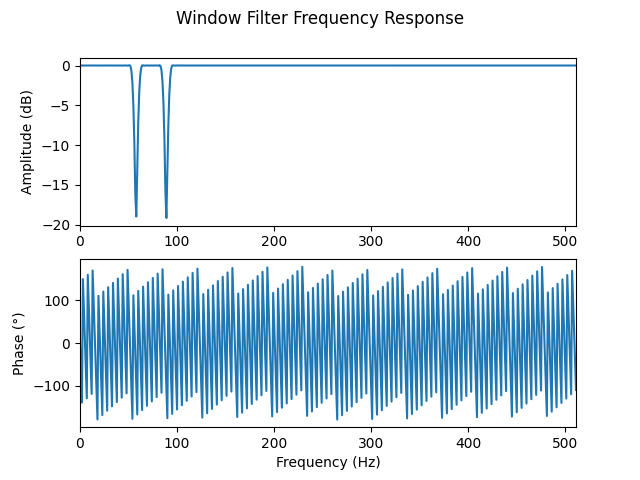 Window Filter Frequency Response
Amplitude (dB)
0
−5
−10
−15
−20
0 100 200 300 400 500
Phase (°)
100
0
−100
0 100 200 300 400 500
Frequency (Hz)